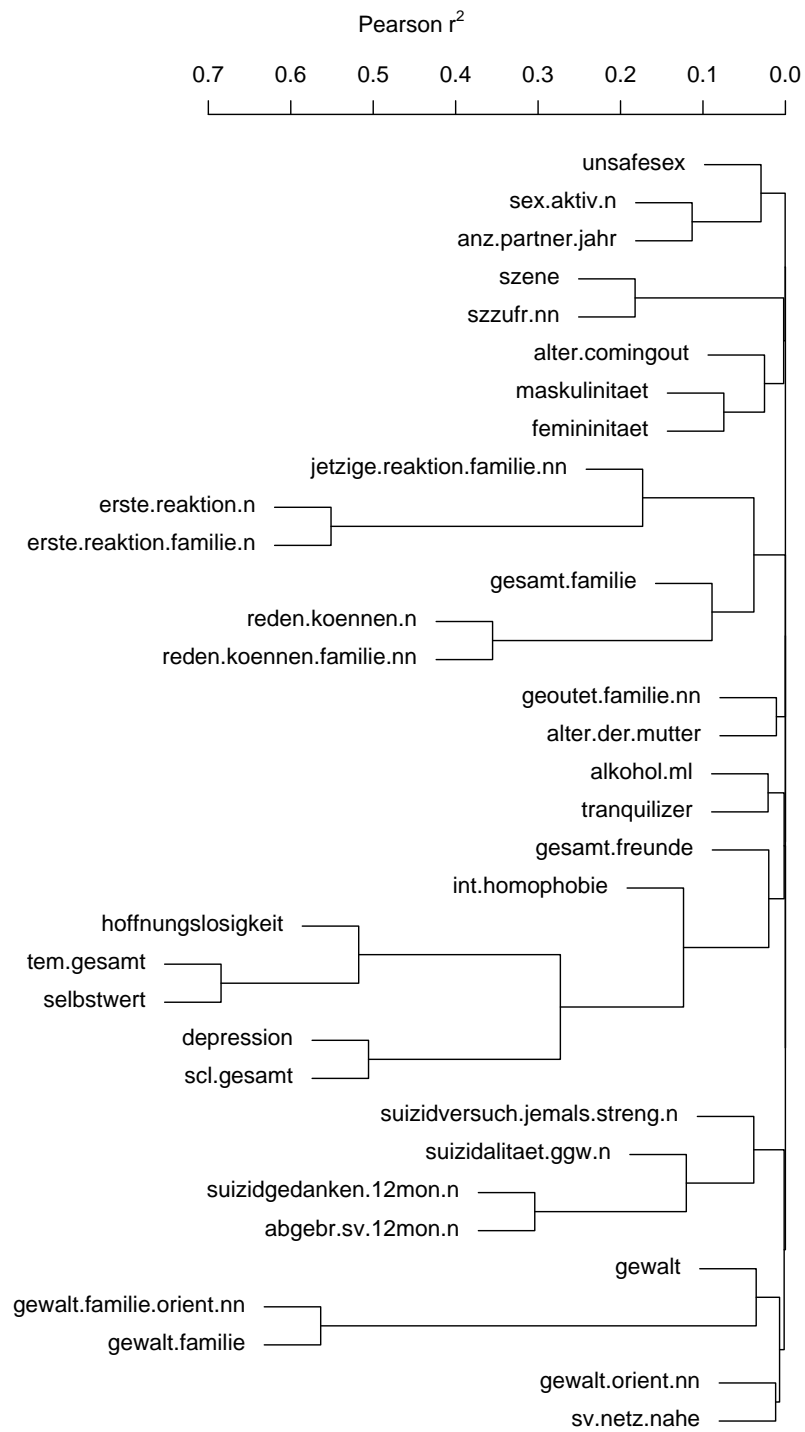 Pearson r²
0.7 0.6 0.5 0.4 0.3 0.2 0.1 0.0
unsafesex
sex.aktiv.n
anz.partner.jahr
szene
szzufr.nn
alter.comingout
maskulinitaet
femininitaet
jetzige.reaktion.familie.nn
erste.reaktion.n
erste.reaktion.familie.n
gesamt.familie
reden.koennen.n
reden.koennen.familie.nn
geoutet.familie.nn
alter.der.mutter
alkohol.ml
tranquilizer
gesamt.freunde
int.homophobie
hoffnungslosigkeit
tem.gesamt
selbstwert
depression
scl.gesamt
suizidversuch.jemals.streng.n
suizidalitaet.ggw.n
suizidgedanken.12mon.n
abgebr.sv.12mon.n
gewalt
gewalt.familie.orient.nn
gewalt.familie
gewalt.orient.nn
sv.netz.nahe